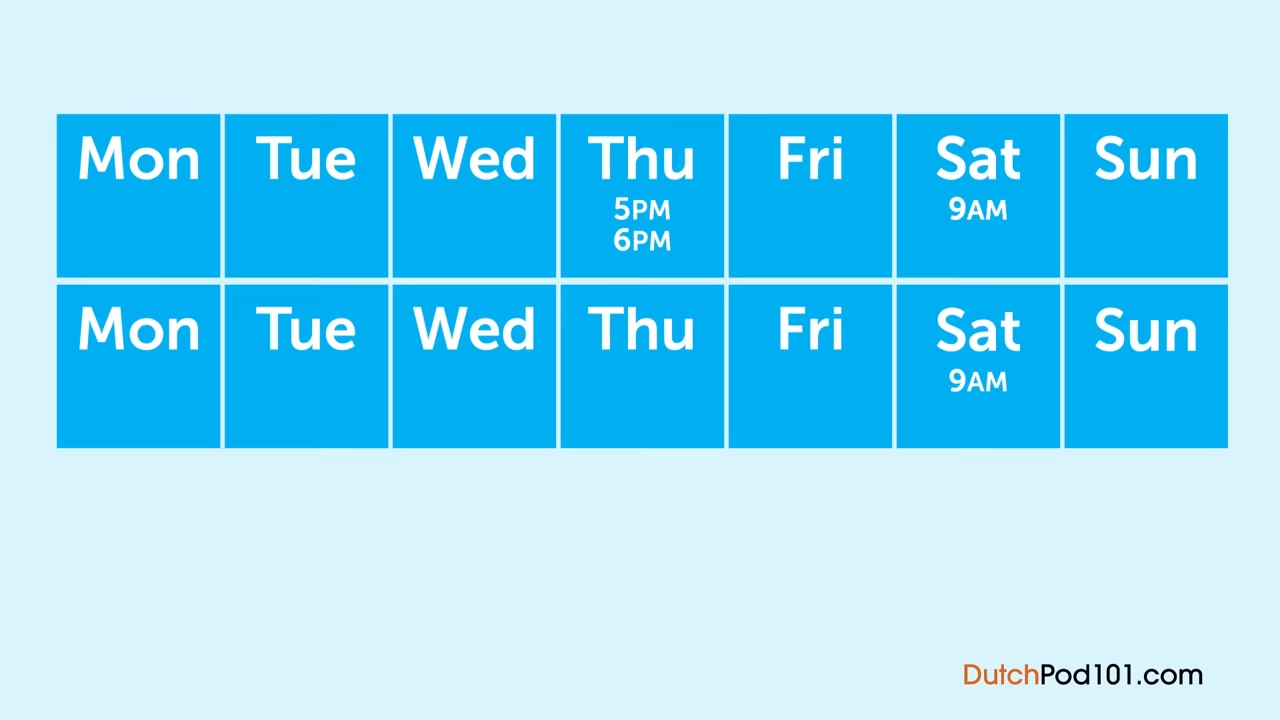 Mon Tue Wed Thu Fri Sat Sun
5PM 9AM
6PM
Mon Tue Wed Thu Fri Sat Sun
9AM
DutchPod101.com